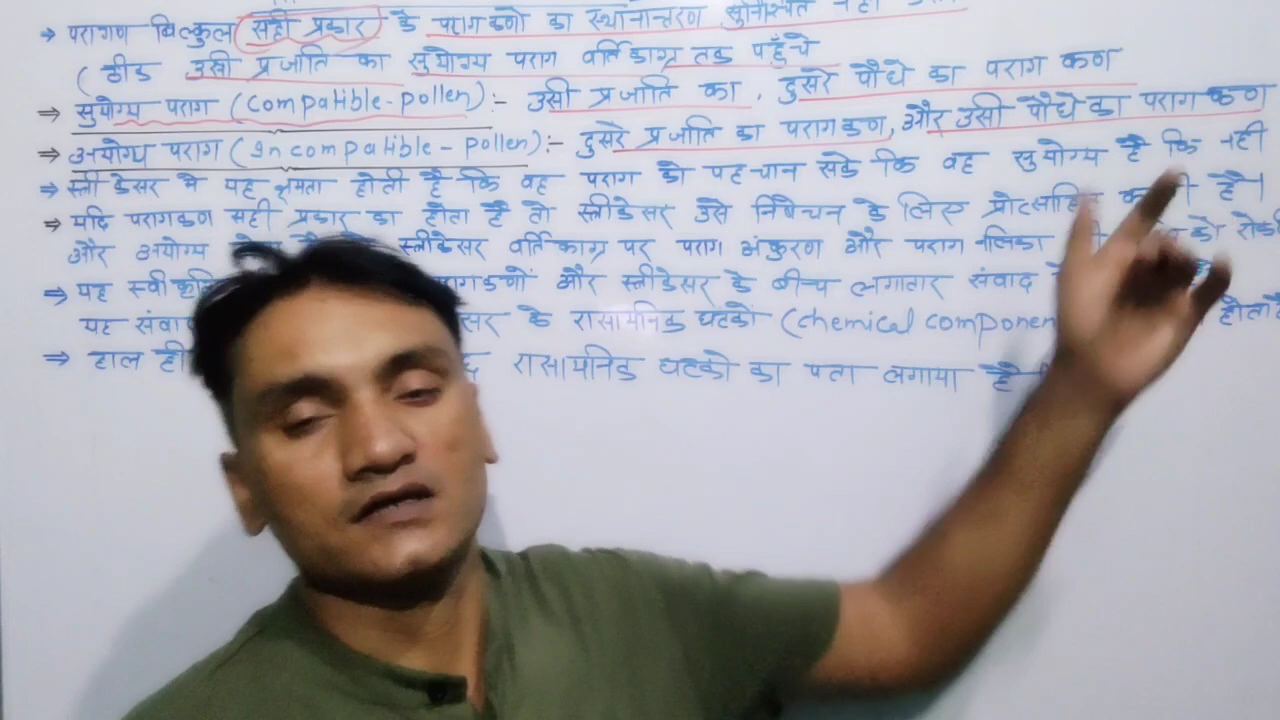 → परागण बिल्कुल सही प्रकार के परागकणो का स्थानान्तरण सुनिश्चित नहीं
( ठीक उसी प्रजाति का सुयोग्य पराग वर्तिकाग्र तक पहुँचे
⇒ सुयोग्य पराग (compatible-pollen) :- उसी प्रजाति का, दुसरे पौधे का पराग कण
⇒ अयोग्य पराग (Incompatible-pollen) :- दुसरे प्रजाति का परागकण, और उसी पौधे का पराग कण
⇒ स्त्रीकेसर मे यह क्षमता होती है कि वह पराग को पहचान सके कि वह सुयोग्य है कि नही
⇒ यदि परागकण सही प्रकार का होता है तो स्त्रीकेसर उसे निषेचन के लिए प्रोत्साहित है।
और अयोग्य स्त्रीकेसर वर्तिकाग्र पर पराग अंकुरण और पराग नलिका को
⇒ यह और स्त्रीकेसर के बीच लगातार संवाद
यह के रासायनिक घटको (chemical होता
⇒ हाल रासायनिक घटको का पता लगाया है